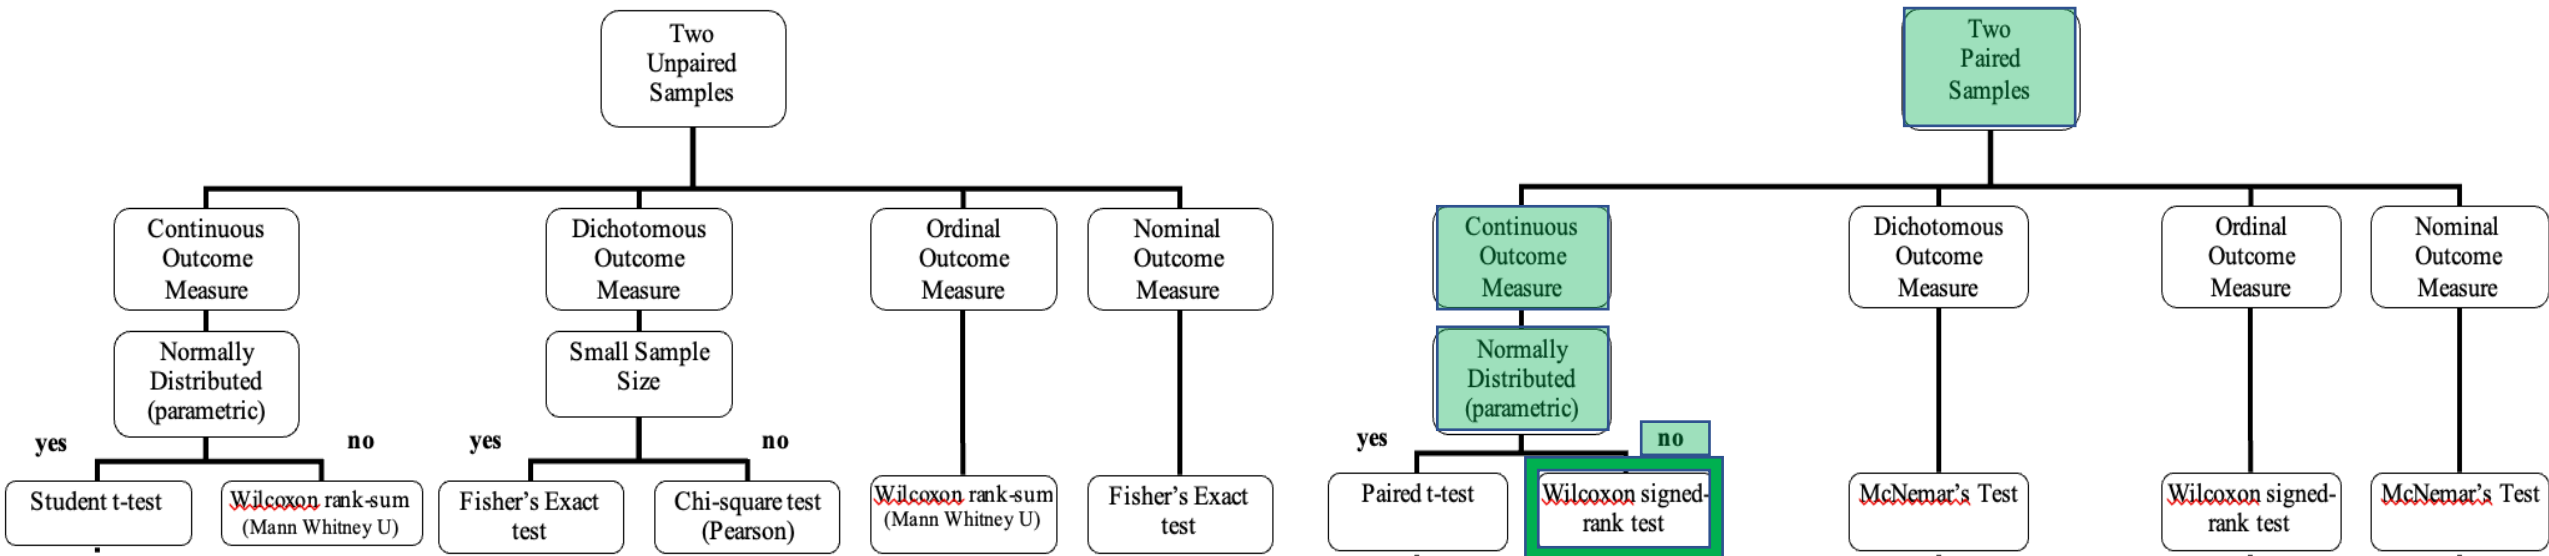 Two
Unpaired
Samples
Two
Paired
Samples
Continuous
Outcome
Measure
Dichotomous
Outcome
Measure
Ordinal
Outcome
Measure
Nominal
Outcome
Measure
Continuous
Outcome
Measure
Dichotomous
Outcome
Measure
Ordinal
Outcome
Measure
Nominal
Outcome
Measure
Normally
Distributed
(parametric)
Small Sample
Size
Normally
Distributed
(parametric)
yes
no
yes
no
yes
no
Student t-test
Wilcoxon rank-sum
(Mann Whitney U)
Fisher's Exact
test
Chi-square test
(Pearson)
Wilcoxon rank-sum
(Mann Whitney U)
Fisher's Exact
test
Paired t-test
Wilcoxon signed-
rank test
McNemar's Test
Wilcoxon signed-
rank test
McNemar's Test